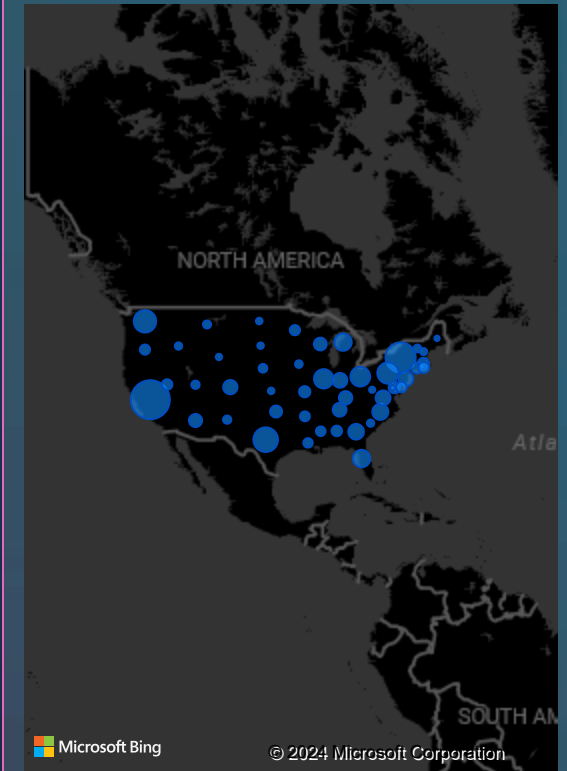 NORTH AMERICA
Atla
SOUTH AM
Microsoft Bing
© 2024 Microsoft Corporation